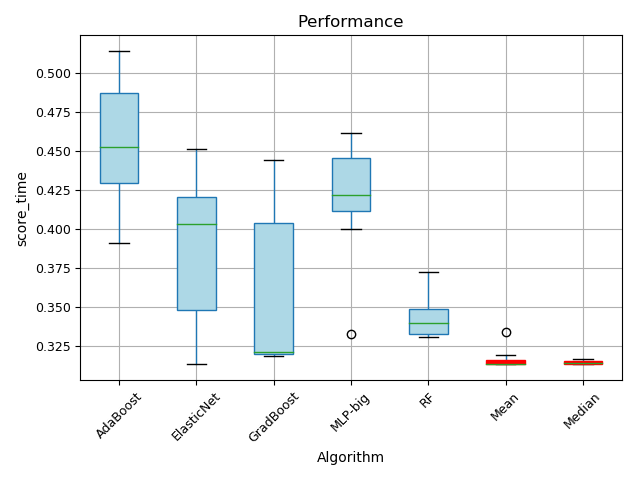 Performance
0.500
0.475
0.450
0.425
0.400
0.375
0.350
0.325
score_time
AdaBoost
ElasticNet
GradBoost
MLP-big
RF
Mean
Median
Algorithm